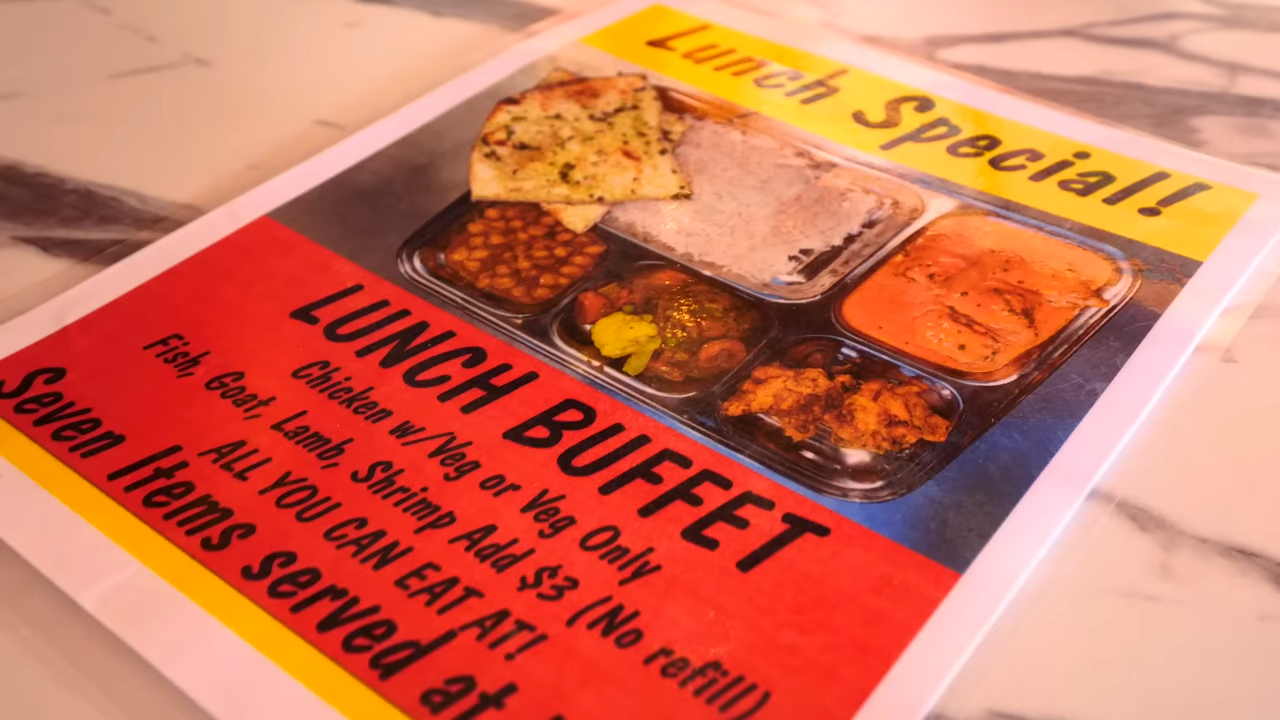 Lunch Special!
LUNCH BUFFET
Chicken w/Veg or Veg Only
Fish, Goat, Lamb, Shrimp Add $3 (No refill)
ALL YOU CAN EAT AT!
Seven Items served at